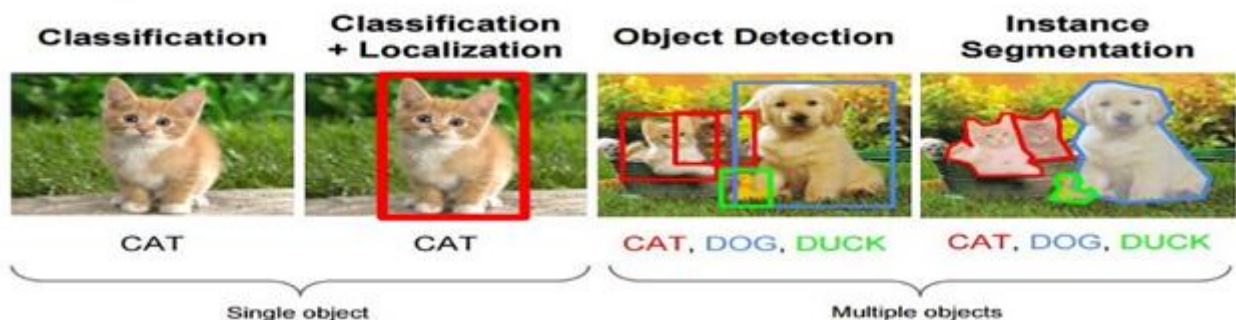 Classification
Classification
+ Localization
Object Detection
Instance
Segmentation
CAT
CAT
CAT, DOG, DUCK
CAT, DOG, DUCK
Single object
Multiple objects